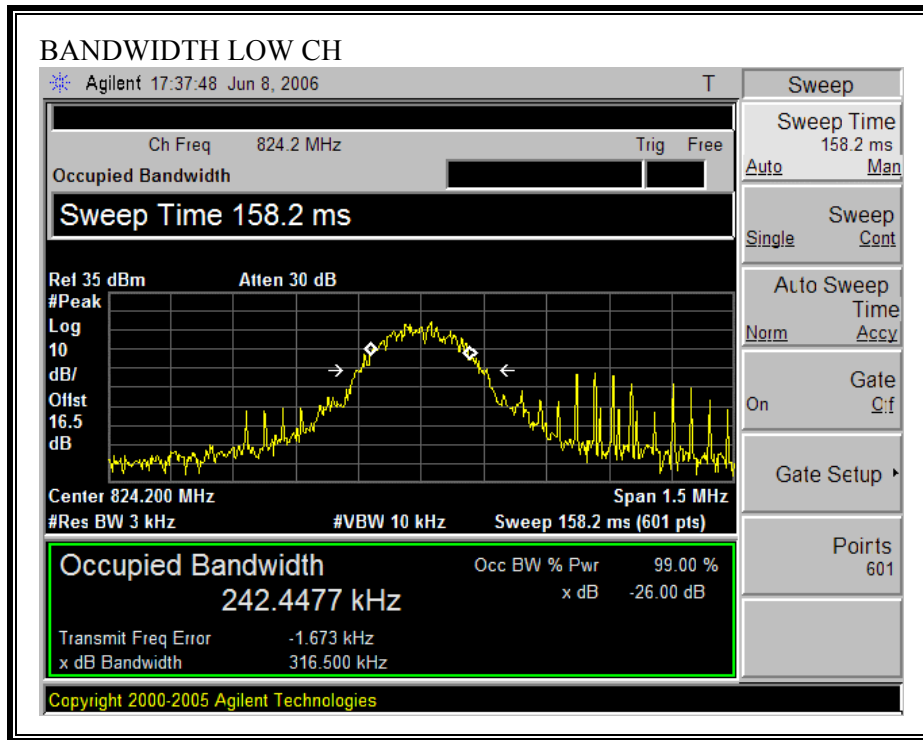 BANDWIDTH LOW CH
Agilent 17:37:48 Jun 8, 2006 T
Sweep
Ch Freq 824.2 MHz Trig Free
Occupied Bandwidth
Sweep Time 158.2 ms
Ref 35 dBm Atten 30 dB
#Peak
Log
10
dB/
Offst
16.5
dB
Center 824.200 MHz Span 1.5 MHz
#Res BW 3 kHz #VBW 10 kHz Sweep 158.2 ms (601 pts)
Occupied Bandwidth Occ BW % Pwr 99.00 %
242.4477 kHz x dB -26.00 dB
Transmit Freq Error -1.673 kHz
x dB Bandwidth 316.500 kHz
Copyright 2000-2005 Agilent Technologies
Sweep Time
158.2 ms
Auto Man
Sweep
Single Cont
Auto Sweep
Time
Norm Accy
Gate
On Off
Gate Setup
Points
601